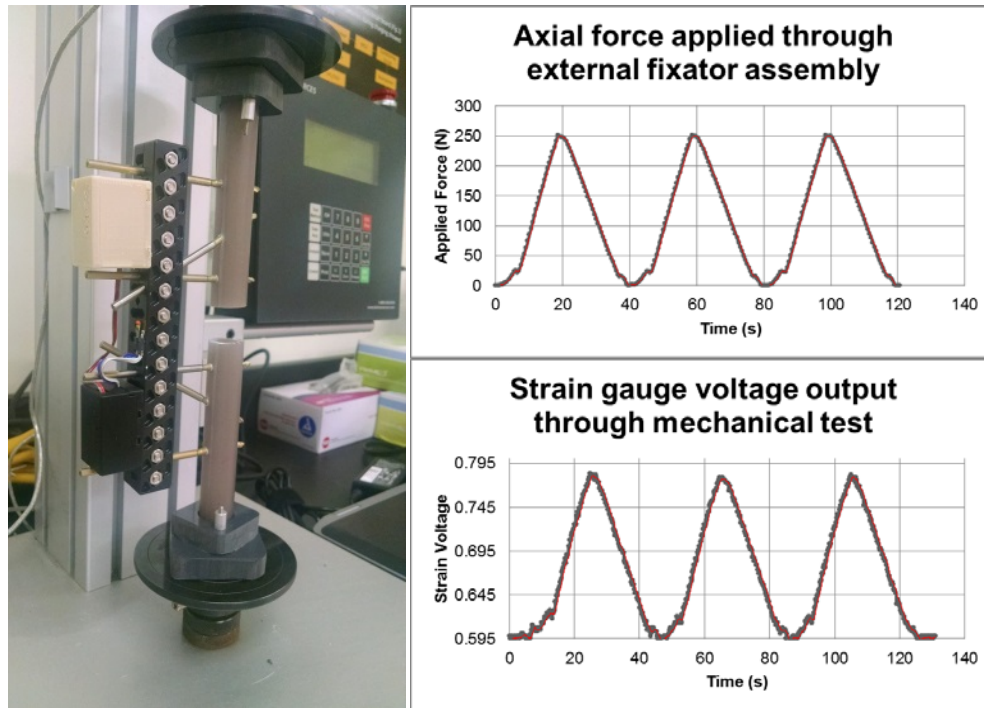 Axial force applied through
external fixator assembly
300
250
200
150
100
50
0
Applied Force (N)
0 20 40 60 80 100 120 140
Time (s)
Strain gauge voltage output
through mechanical test
0.795
0.745
0.695
0.645
0.595
Strain Voltage
0 20 40 60 80 100 120 140
Time (s)